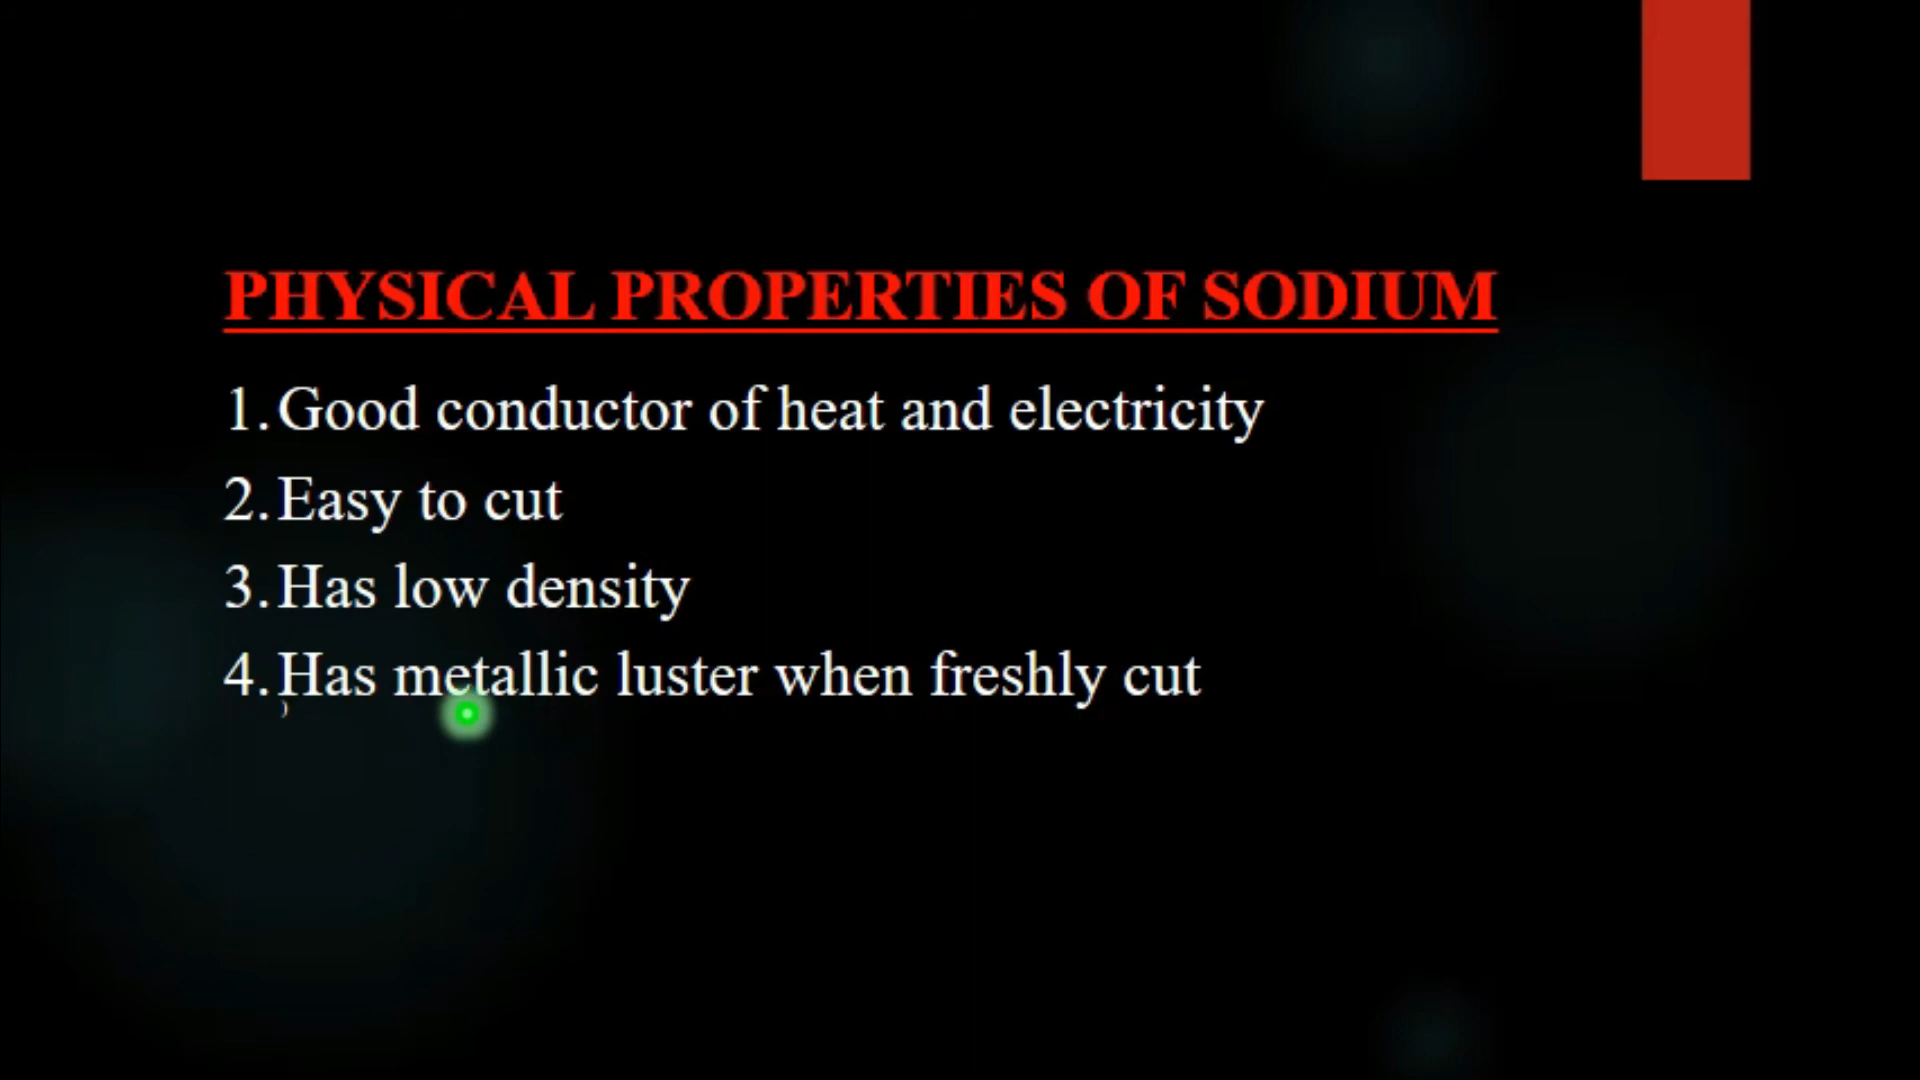 PHYSICAL PROPERTIES OF SODIUM
1. Good conductor of heat and electricity
2. Easy to cut
3. Has low density
4. Has metallic luster when freshly cut